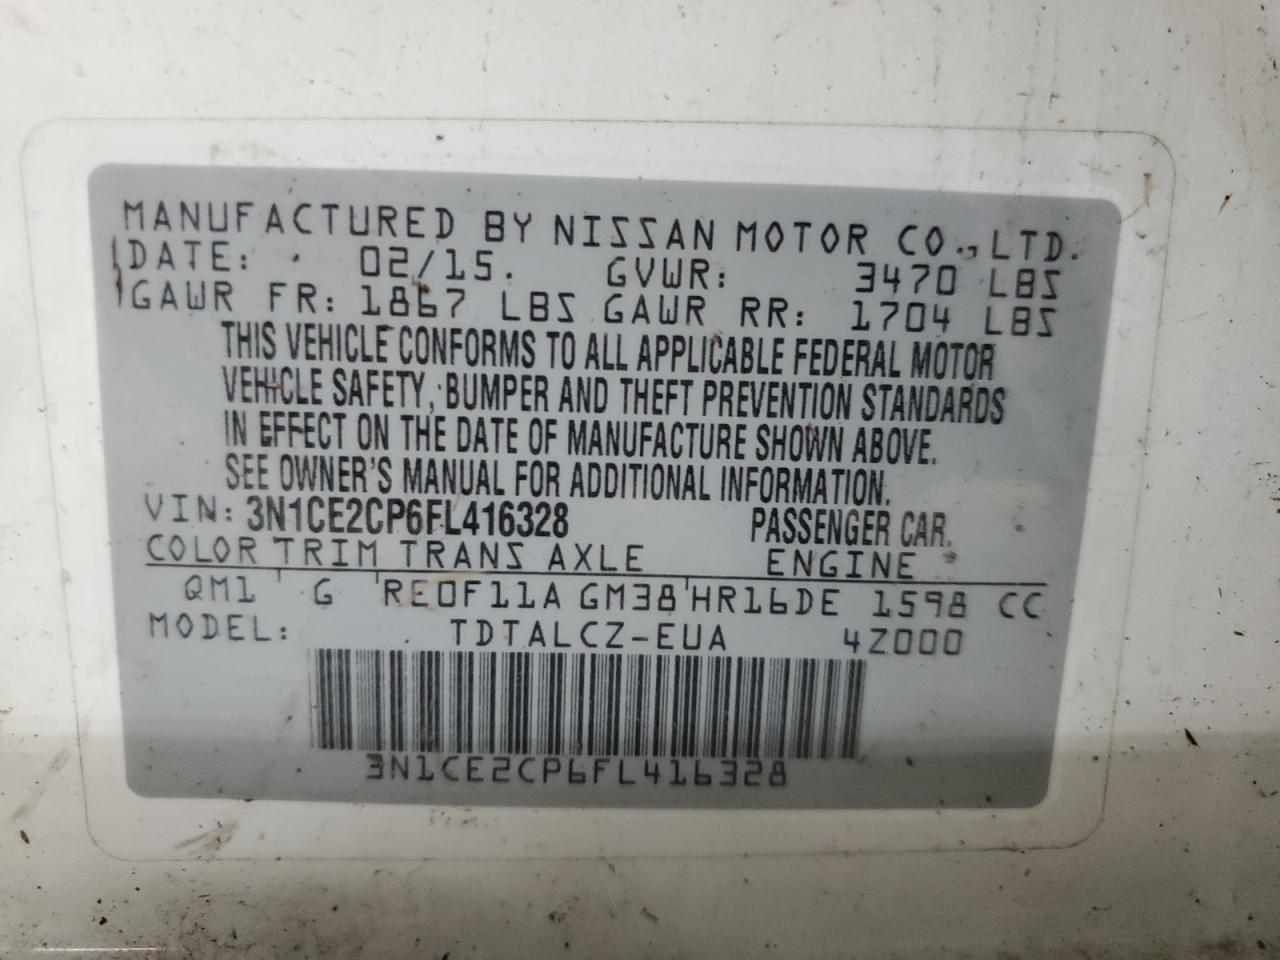 MANUFACTURED BY NISSAN MOTOR CO., LTD.
DATE: 02/15. GVWR: 3470 LBS
GAWR FR: 1867 LBS GAWR RR: 1704 LBS
THIS VEHICLE CONFORMS TO ALL APPLICABLE FEDERAL MOTOR
VEHICLE SAFETY, BUMPER AND THEFT PREVENTION STANDARDS
IN EFFECT ON THE DATE OF MANUFACTURE SHOWN ABOVE.
SEE OWNER'S MANUAL FOR ADDITIONAL INFORMATION.
VIN: 3N1CE2CP6FL416328 PASSENGER CAR.
COLOR TRIM TRANS AXLE ENGINE
QM1 G RE0F11A GM38 HR16DE 1598 CC
MODEL: TDTALCZ-EUA 4Z000
3N1CE2CP6FL416328